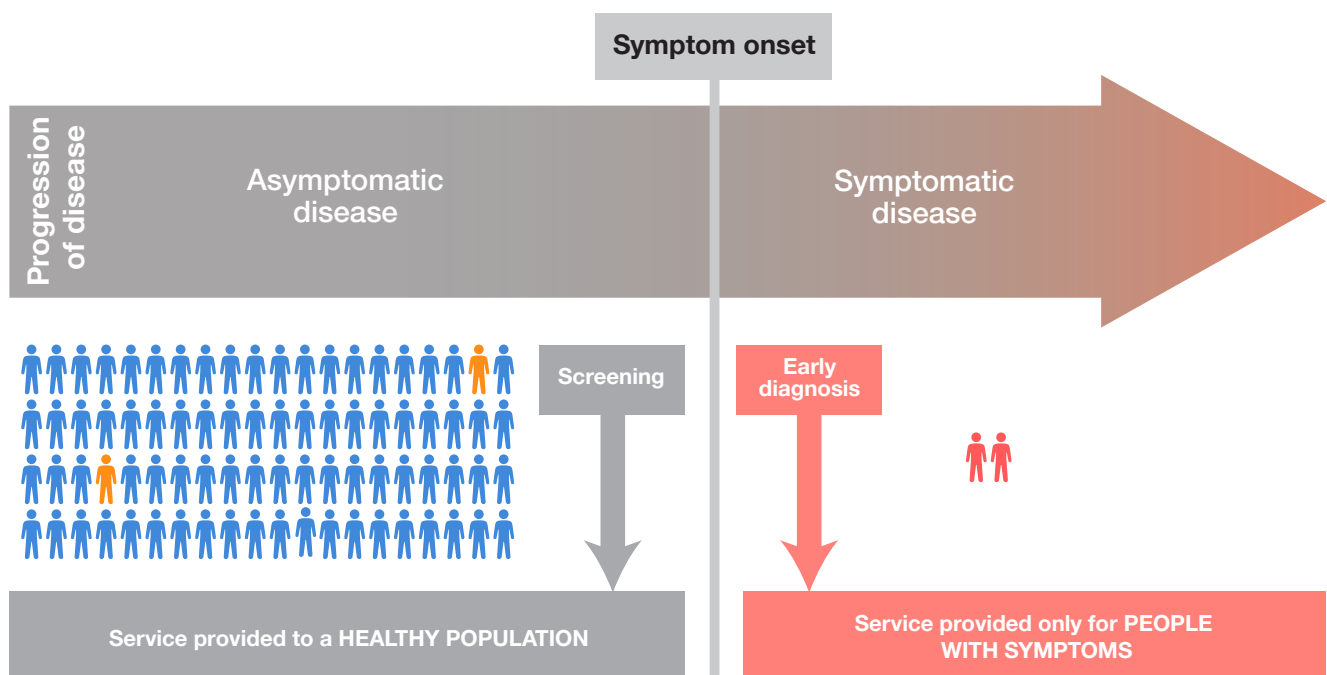 Symptom onset
Progression
of disease
Asymptomatic
disease
Symptomatic
disease
Screening
Early
diagnosis
Service provided to a HEALTHY POPULATION
Service provided only for PEOPLE
WITH SYMPTOMS